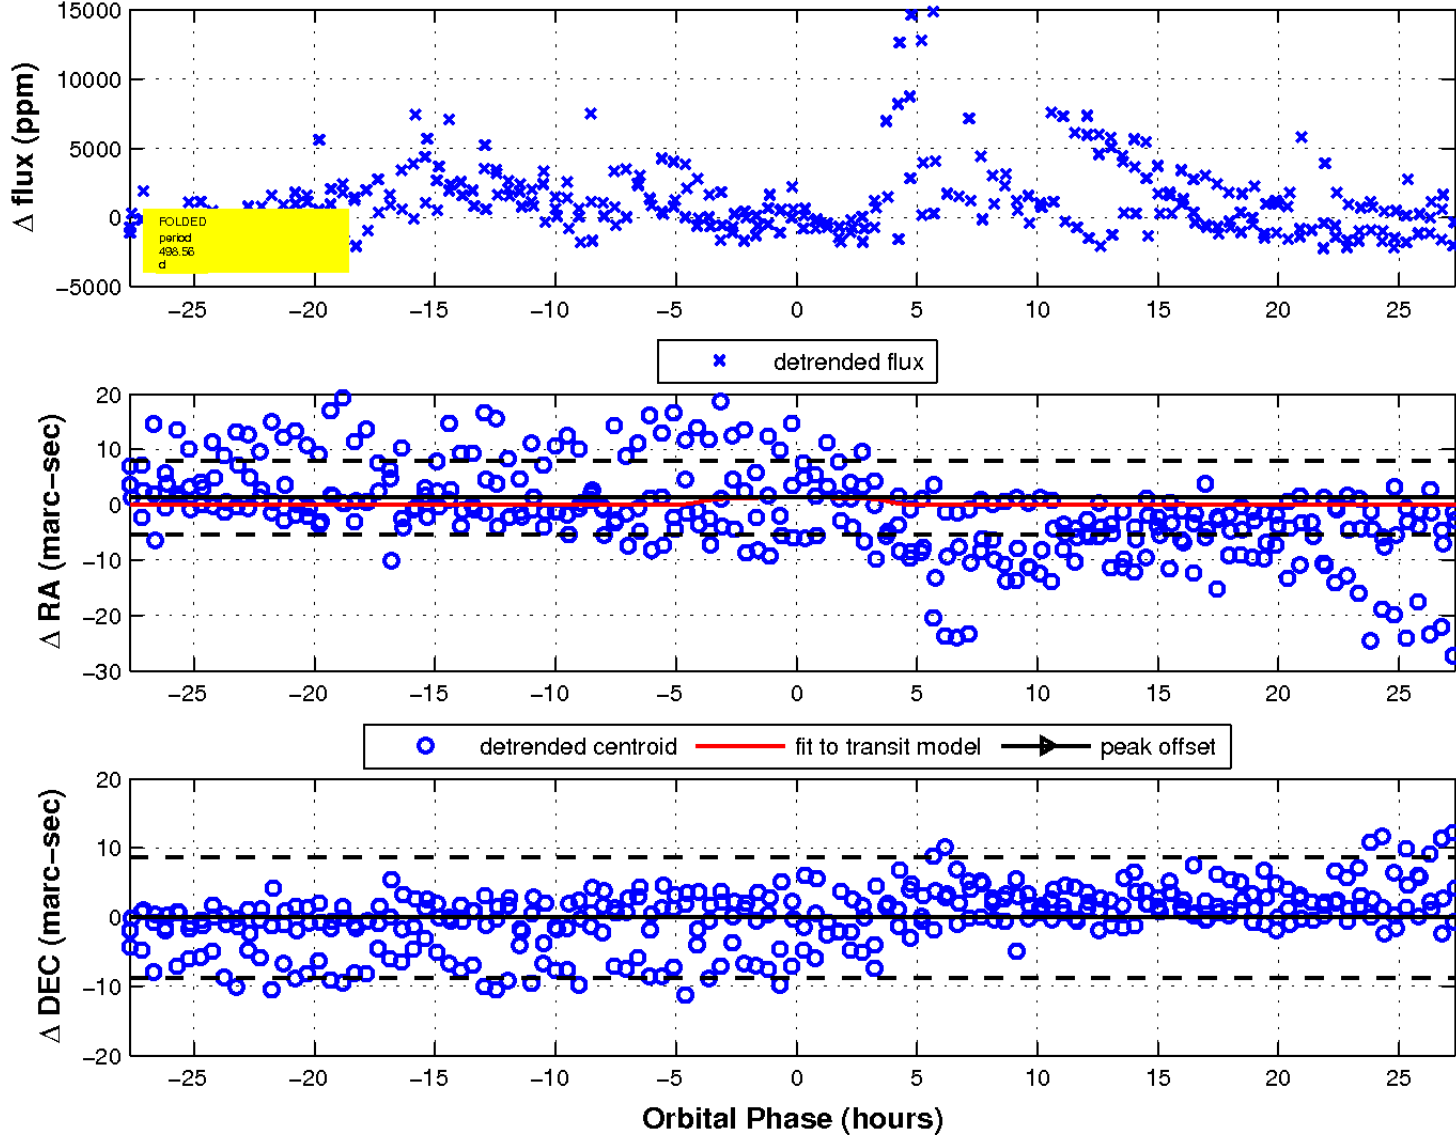 15000
10000
5000
0
−5000
Δ flux (ppm)
FOLDED
period
498.56
d
−25 −20 −15 −10 −5 0 5 10 15 20 25
detrended flux
20
10
0
−10
−20
−30
Δ RA (marc−sec)
−25 −20 −15 −10 −5 0 5 10 15 20 25
detrended centroid fit to transit model peak offset
20
10
0
−10
−20
Δ DEC (marc−sec)
−25 −20 −15 −10 −5 0 5 10 15 20 25
Orbital Phase (hours)